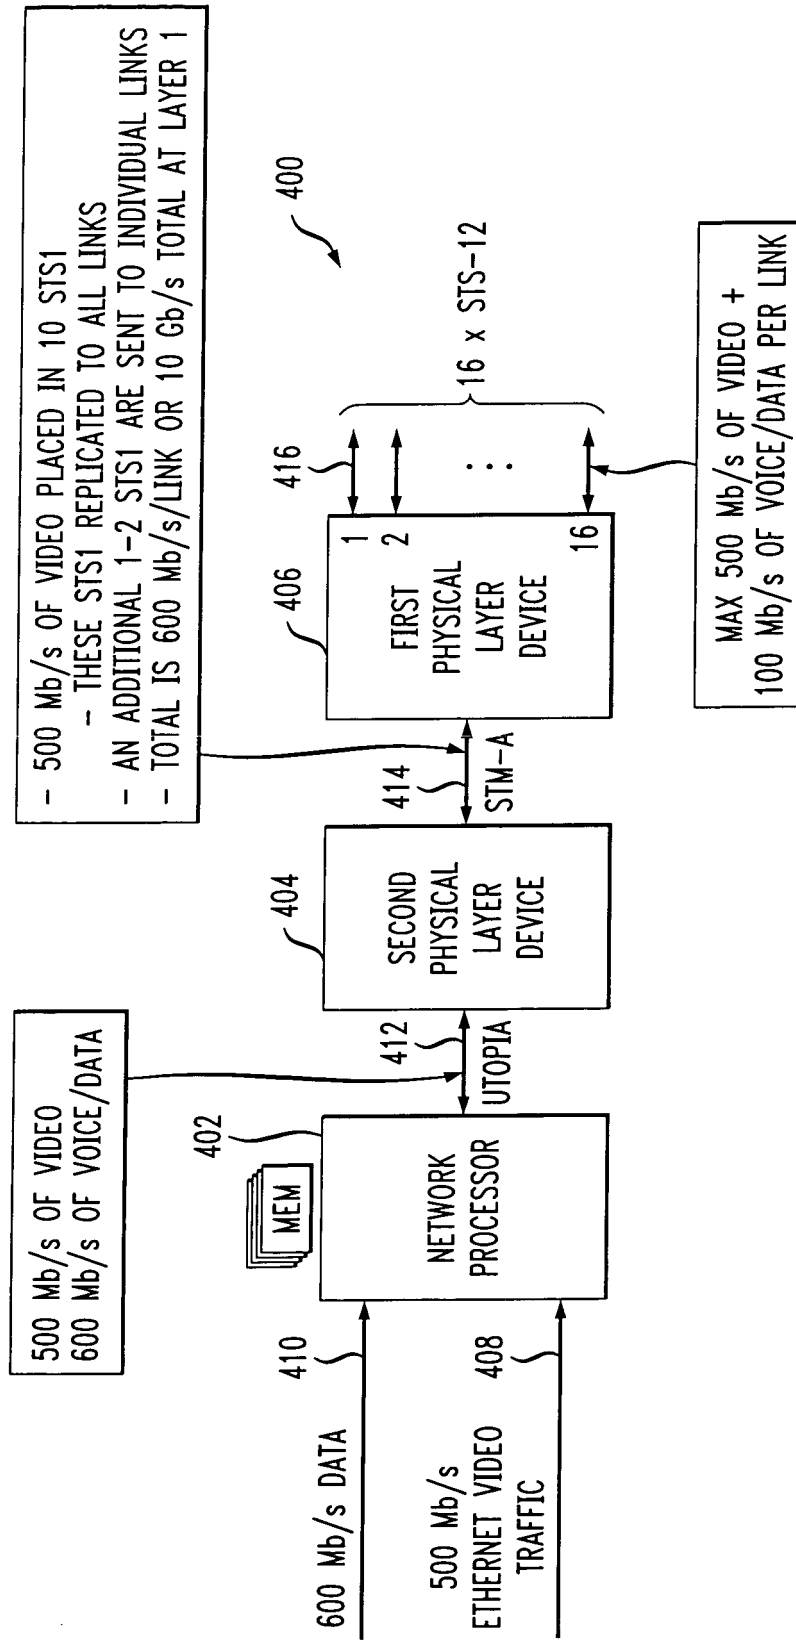 - 500 Mb/s OF VIDEO PLACED IN 10 STS1
- THESE STS1 REPLICATED TO ALL LINKS
- AN ADDITIONAL 1-2 STS1 ARE SENT TO INDIVIDUAL LINKS
- TOTAL IS 600 Mb/s/LINK OR 10 Gb/s TOTAL AT LAYER 1
500 Mb/s OF VIDEO
600 Mb/s OF VOICE/DATA
400
402
MEM
NETWORK
PROCESSOR
410
600 Mb/s DATA
408
500 Mb/s
ETHERNET VIDEO
TRAFFIC
412
UTOPIA
404
SECOND
PHYSICAL
LAYER
DEVICE
414
STM-A
406
FIRST
PHYSICAL
LAYER
DEVICE
1
2
16
416
...
16 x STS-12
MAX 500 Mb/s OF VIDEO +
100 Mb/s OF VOICE/DATA PER LINK